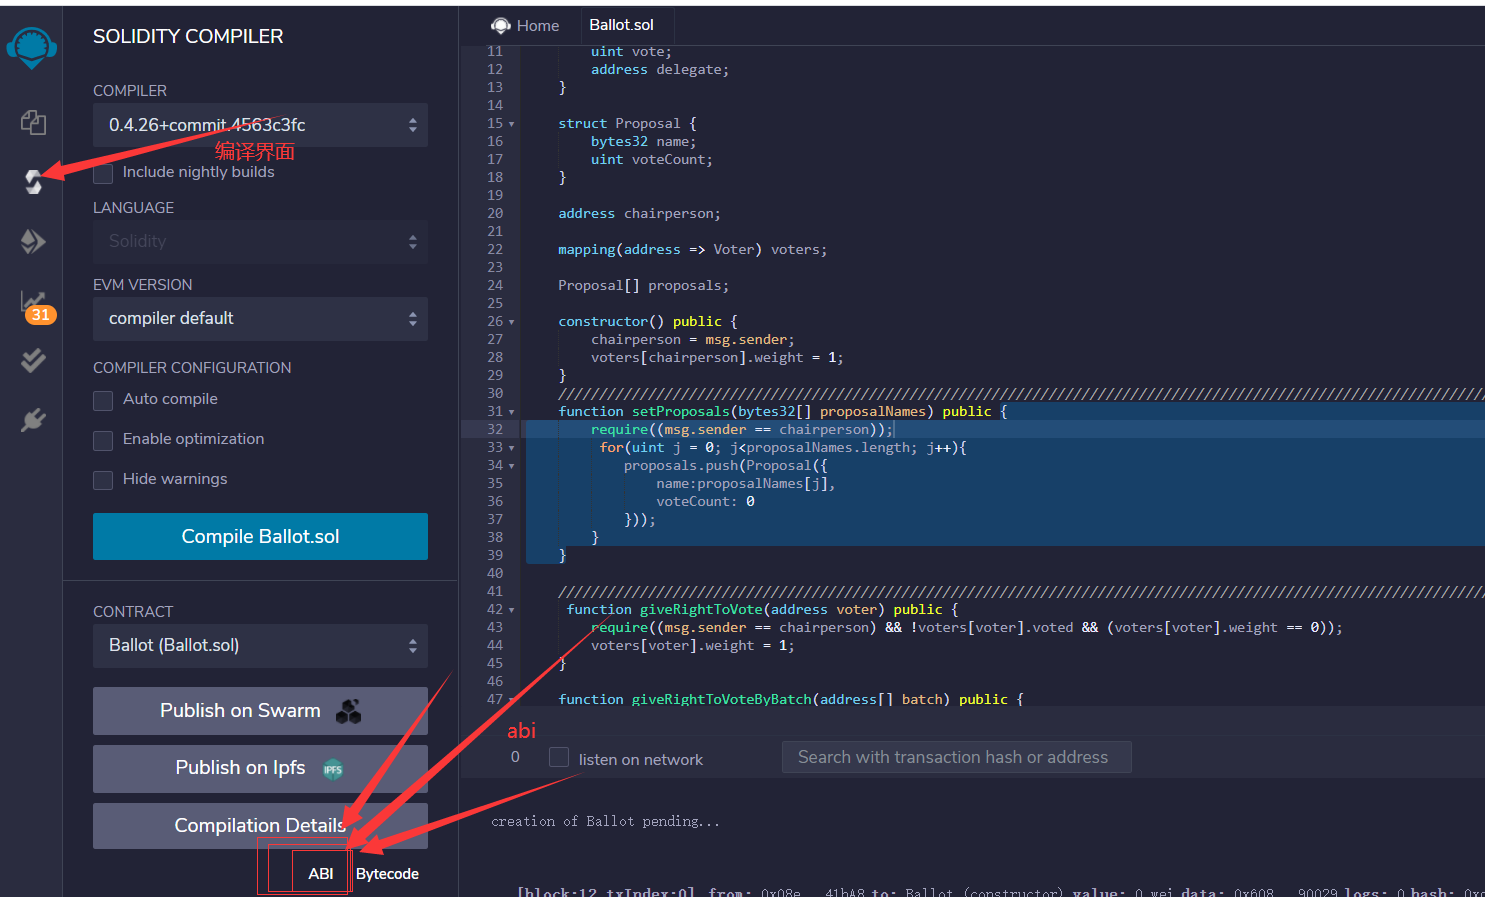 SOLIDITY COMPILER
COMPILER
0.4.26+commit.4563c3fc
编译界面
Include nightly builds
LANGUAGE
Solidity
EVM VERSION
compiler default
31
COMPILER CONFIGURATION
Auto compile
Enable optimization
Hide warnings
Compile Ballot.sol
CONTRACT
Ballot (Ballot.sol)
Publish on Swarm
Publish on Ipfs IPFS
Compilation Details
ABI Bytecode
Home Ballot.sol
11 uint vote;
12 address delegate;
13 }
14
15 struct Proposal {
16 bytes32 name;
17 uint voteCount;
18 }
19
20 address chairperson;
21
22 mapping(address => Voter) voters;
23
24 Proposal[] proposals;
25
26 constructor() public {
27 chairperson = msg.sender;
28 voters[chairperson].weight = 1;
29 }
30 //////////////////////////////////////////////////////////////////////////////////////////////////////////////////
31 function setProposals(bytes32[] proposalNames) public {
32 require((msg.sender == chairperson));
33 for(uint j = 0; j<proposalNames.length; j++){
34 proposals.push(Proposal({
35 name:proposalNames[j],
36 voteCount: 0
37 }));
38 }
39 }
40
41 //////////////////////////////////////////////////////////////////////////////////////////////////////////////////
42 function giveRightToVote(address voter) public {
43 require((msg.sender == chairperson) && !voters[voter].voted && (voters[voter].weight == 0));
44 voters[voter].weight = 1;
45 }
46
47 function giveRightToVoteByBatch(address[] batch) public {
abi
0 listen on network Search with transaction hash or address
creation of Ballot pending...
[block:12 txIndex:0] from: 0x08e...41bA8 to: Ballot.(constructor) value: 0 wei data: 0x608...90029 logs: 0 hash: